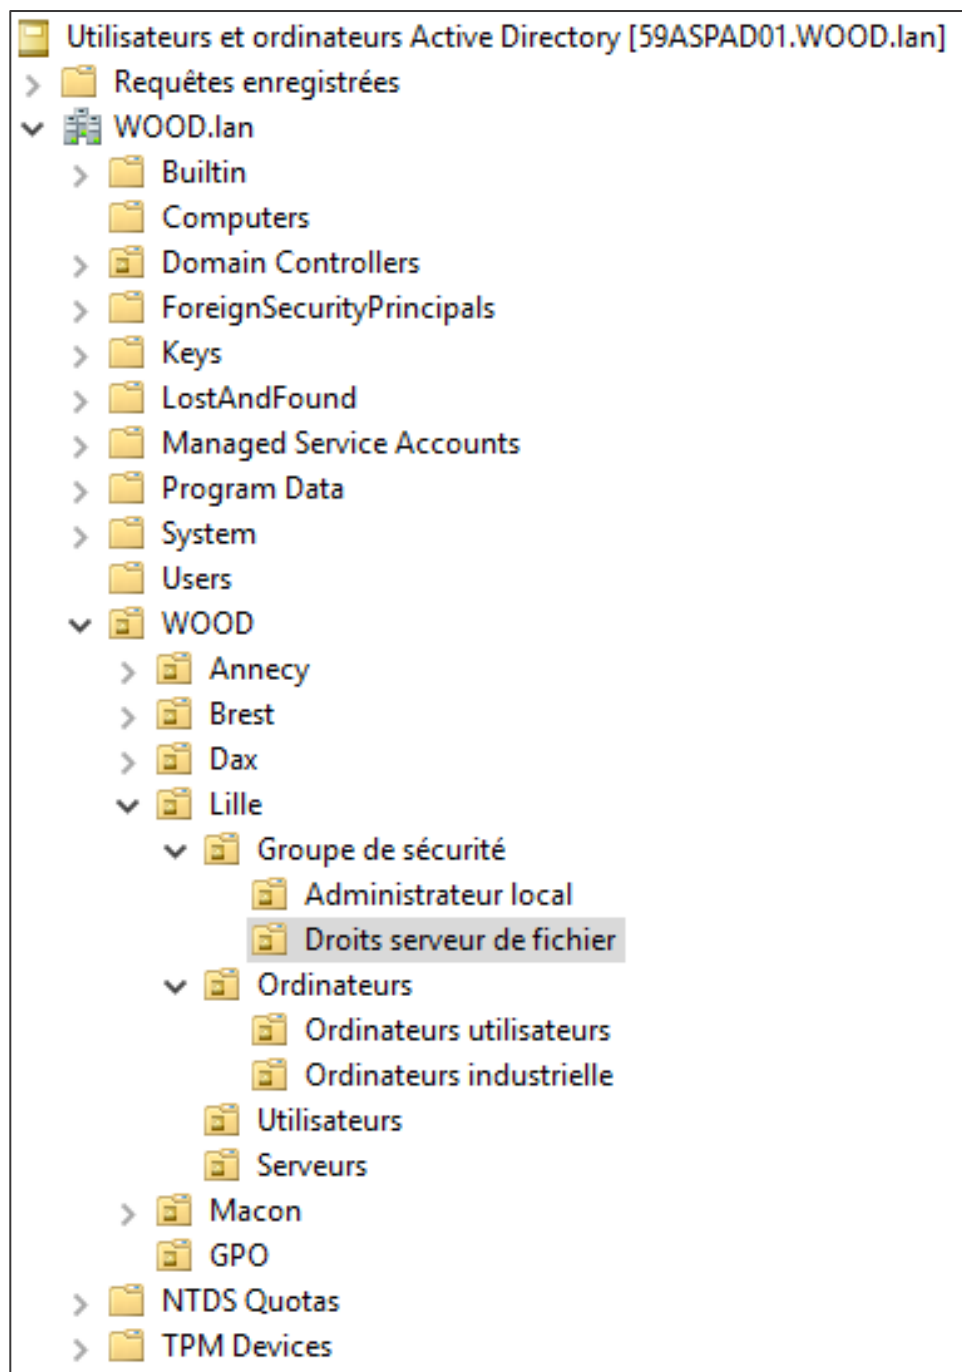 Utilisateurs et ordinateurs Active Directory [59ASPAD01.WOOD.lan]
Requêtes enregistrées
WOOD.lan
Builtin
Computers
Domain Controllers
ForeignSecurityPrincipals
Keys
LostAndFound
Managed Service Accounts
Program Data
System
Users
WOOD
Annecy
Brest
Dax
Lille
Groupe de sécurité
Administrateur local
Droits serveur de fichier
Ordinateurs
Ordinateurs utilisateurs
Ordinateurs industrielle
Utilisateurs
Serveurs
Macon
GPO
NTDS Quotas
TPM Devices